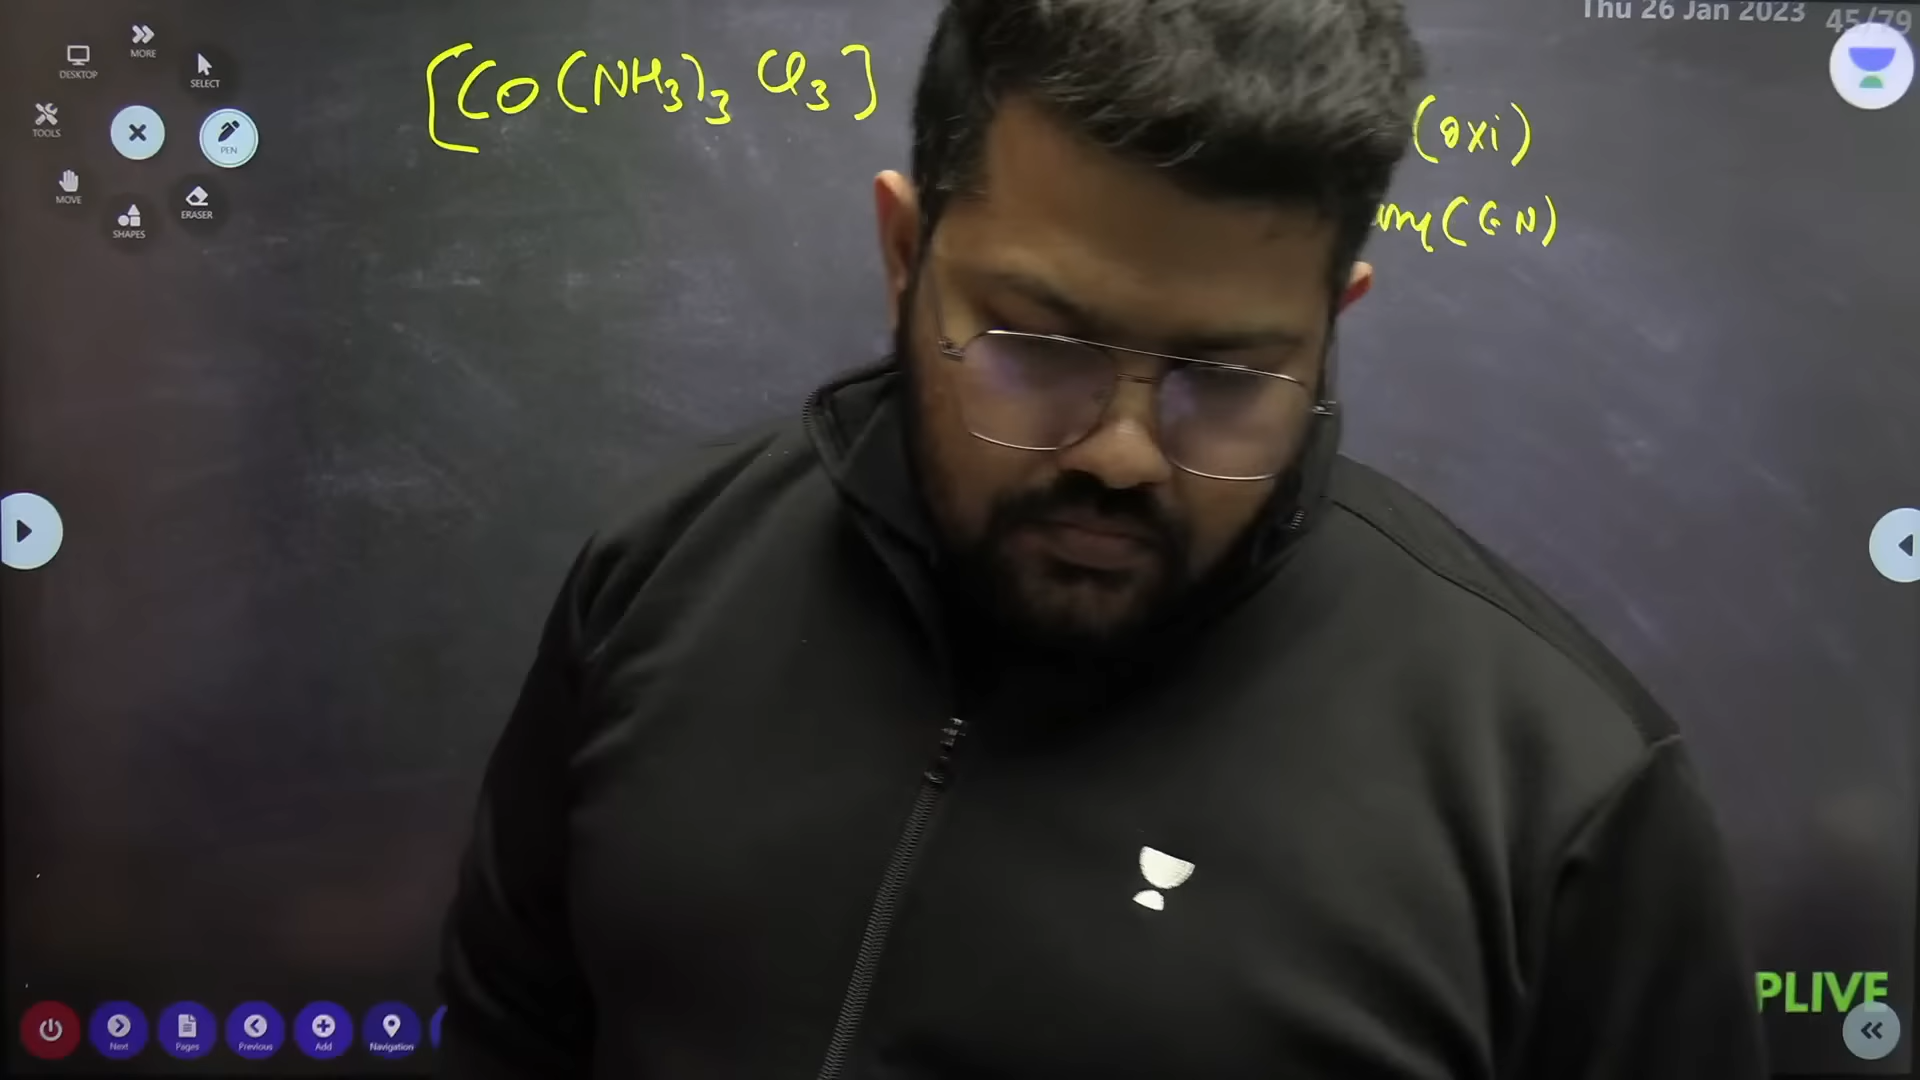 Thu 26 Jan 2023 45/79
MORE
DESKTOP
SELECT
TOOLS
PEN
MOVE
ERASER
SHAPES
[CO(NH3)3 Cl3]
(oxi)
(EN)
PLIVE
Next Pages Previous Add Navigation